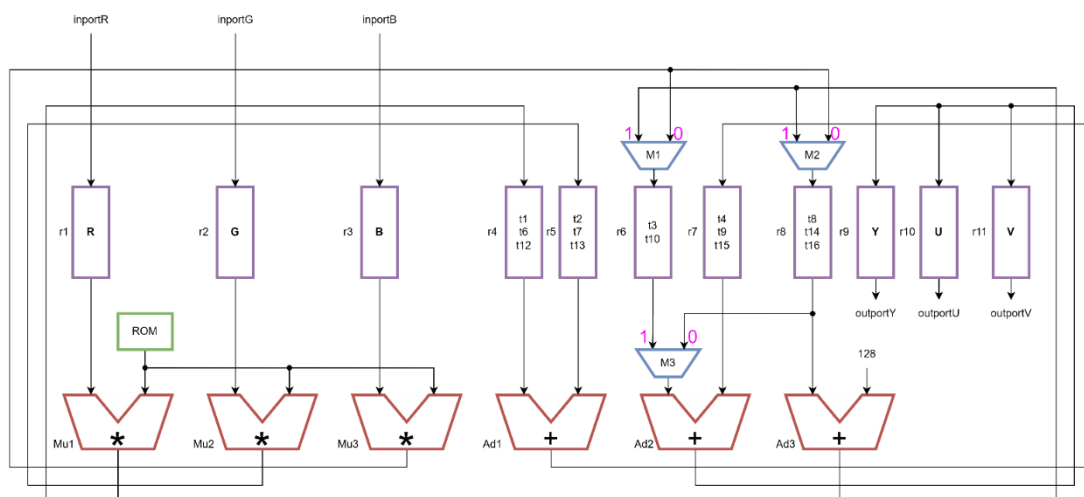 inportR
inportG
inportB
1
0
1
0
M1
M2
r1
R
r2
G
r3
B
r4
t1
t6
t12
r5
t2
t7
t13
r6
t3
t10
r7
t4
t9
t15
r8
t8
t14
t16
r9
Y
r10
U
r11
V
outportY
outportU
outportV
ROM
1
0
M3
128
Mu1
*
Mu2
*
Mu3
*
Ad1
+
Ad2
+
Ad3
+